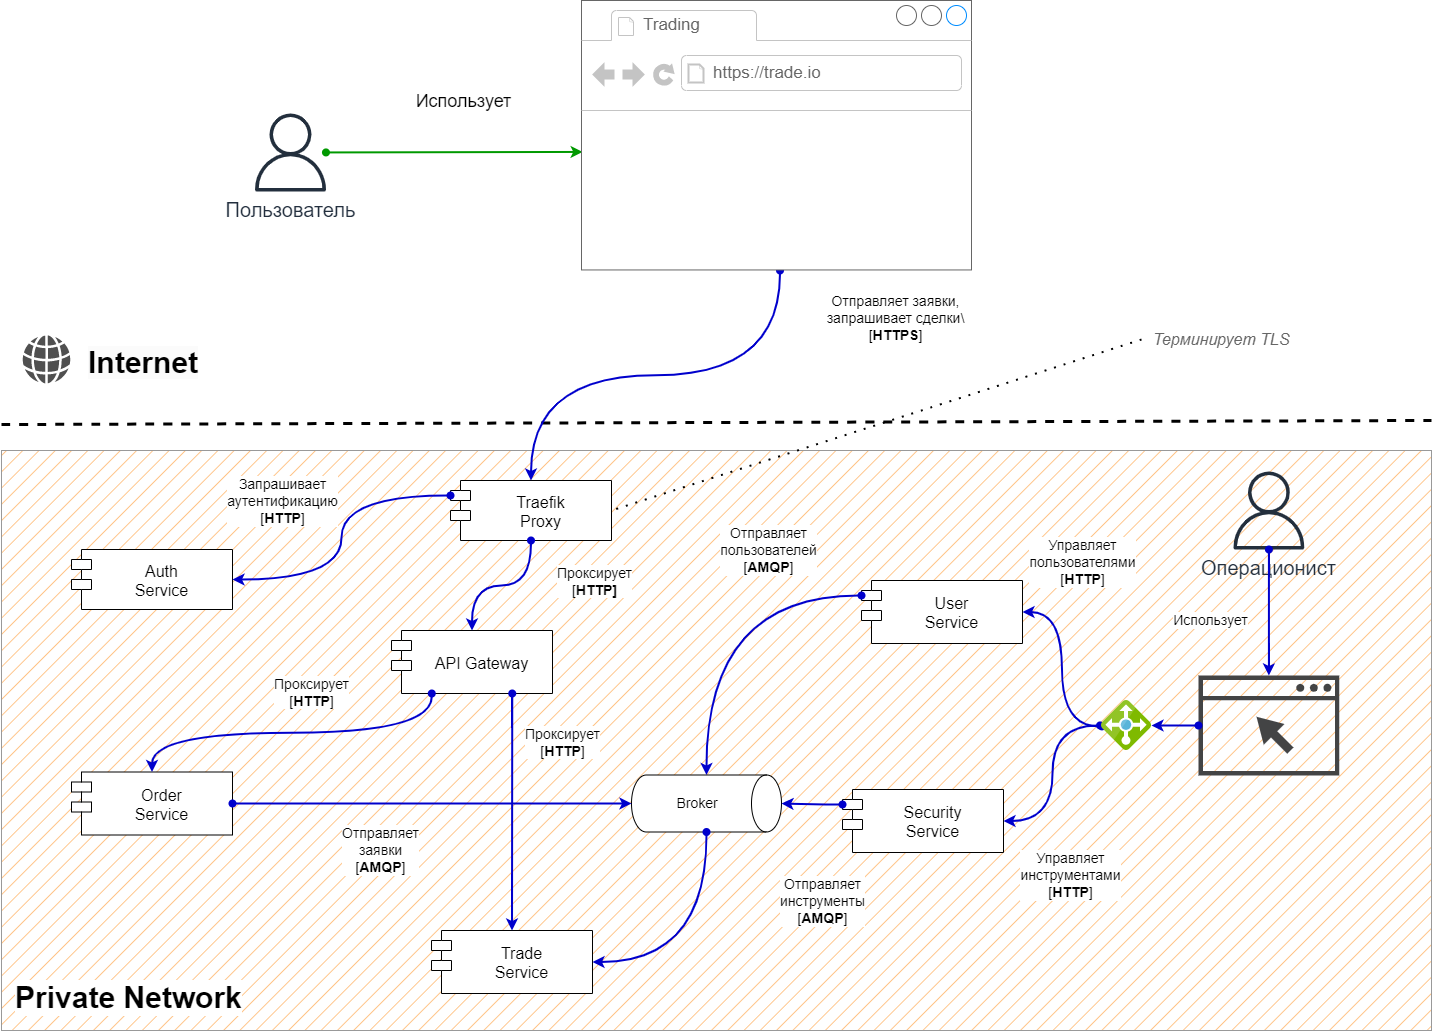 Trading
https://trade.io
Использует
Пользователь
Отправляет заявки,
запрашивает сделки\
[HTTPS]
Терминирует TLS
Internet
Запрашивает
аутентификацию
[HTTP]
Traefik
Proxy
Отправляет
пользователей
[AMQP]
Управляет
пользователями
[HTTP]
Операционист
Auth
Service
Проксирует
[HTTP]
User
Service
Использует
API Gateway
Проксирует
[HTTP]
Проксирует
[HTTP]
Order
Service
Broker
Security
Service
Отправляет
заявки
[AMQP]
Управляет
инструментами
[HTTP]
Отправляет
инструменты
[AMQP]
Trade
Service
Private Network